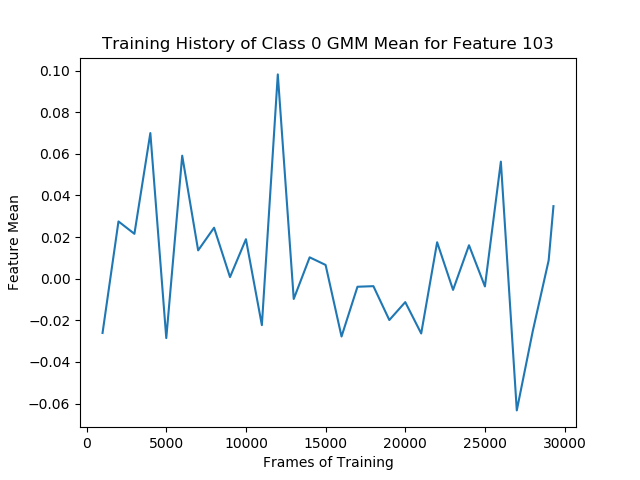 Training History of Class 0 GMM Mean for Feature 103
0.10
0.08
0.06
0.04
0.02
0.00
−0.02
−0.04
−0.06
Feature Mean
0 5000 10000 15000 20000 25000 30000
Frames of Training